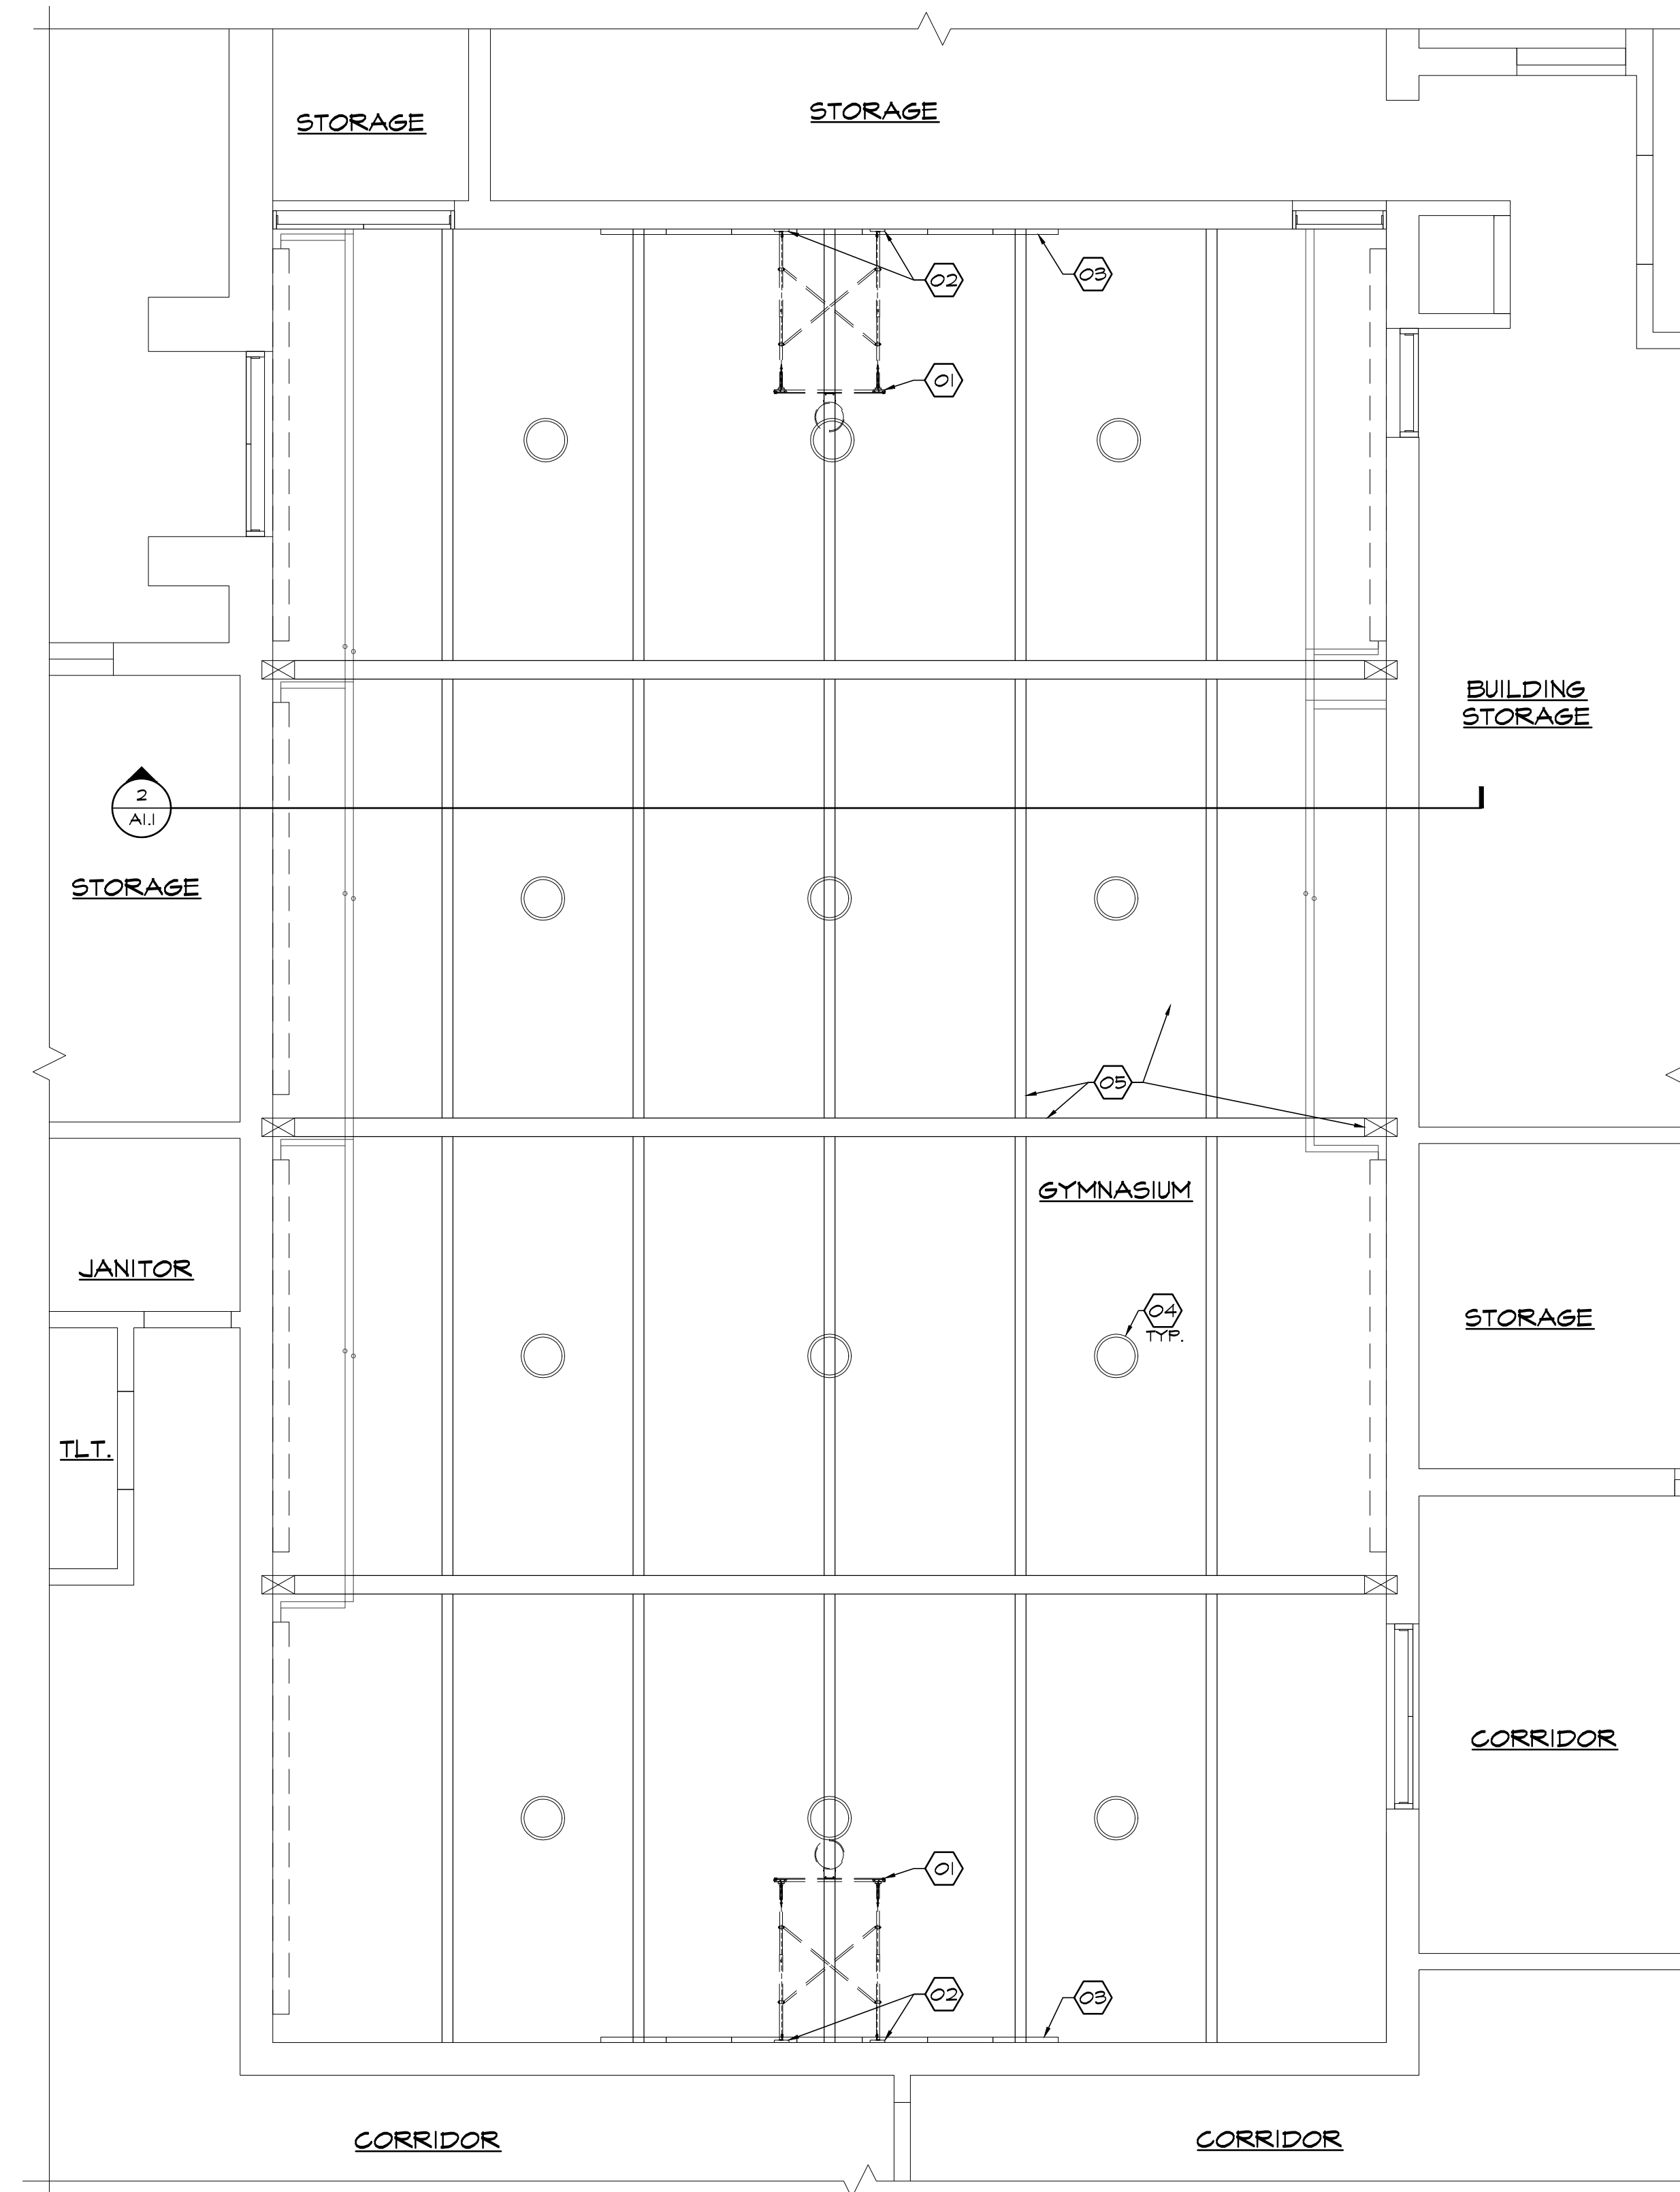 STORAGE
STORAGE
02
03
01
BUILDING
STORAGE
2
A1.1
STORAGE
05
GYMNASIUM
JANITOR
04
TYP.
STORAGE
TLT.
CORRIDOR
01
02
03
CORRIDOR
CORRIDOR